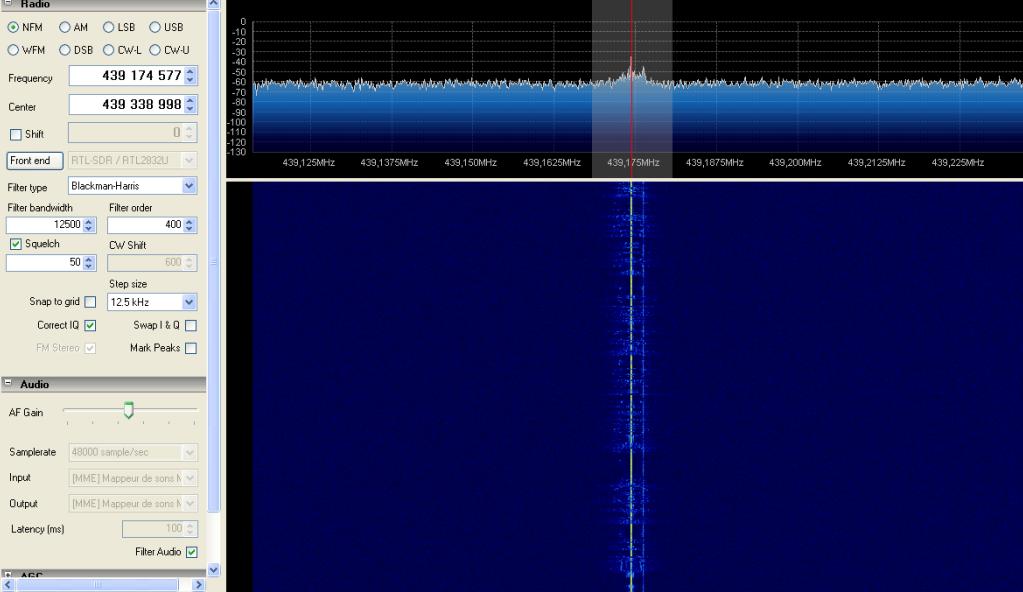 Radio
NFM AM LSB USB
WFM DSB CW-L CW-U
Frequency 439 174 577
Center 439 338 998
Shift 0
Front end RTL-SDR / RTL2832U
Filter type Blackman-Harris
Filter bandwidth Filter order
12500 400
Squelch CW Shift
50 600
Step size
Snap to grid 12.5 kHz
Correct IQ Swap I & Q
FM Stereo Mark Peaks
Audio
AF Gain
Samplerate 48000 sample/sec
Input [MME] Mappeur de sons M
Output [MME] Mappeur de sons M
Latency (ms) 100
Filter Audio
AGC
0
-10
-20
-30
-40
-50
-60
-70
-80
-90
-100
-110
-120
-130
439,125MHz 439,1375MHz 439,150MHz 439,1625MHz 439,175MHz 439,1875MHz 439,200MHz 439,2125MHz 439,225MHz